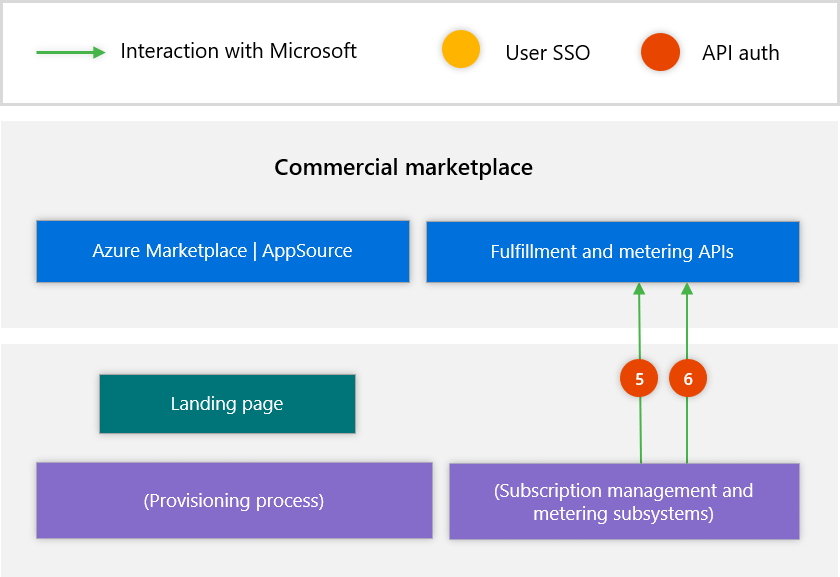 Interaction with Microsoft
User SSO
API auth
Commercial marketplace
Azure Marketplace | AppSource
Fulfillment and metering APIs
5
6
Landing page
(Provisioning process)
(Subscription management and
metering subsystems)